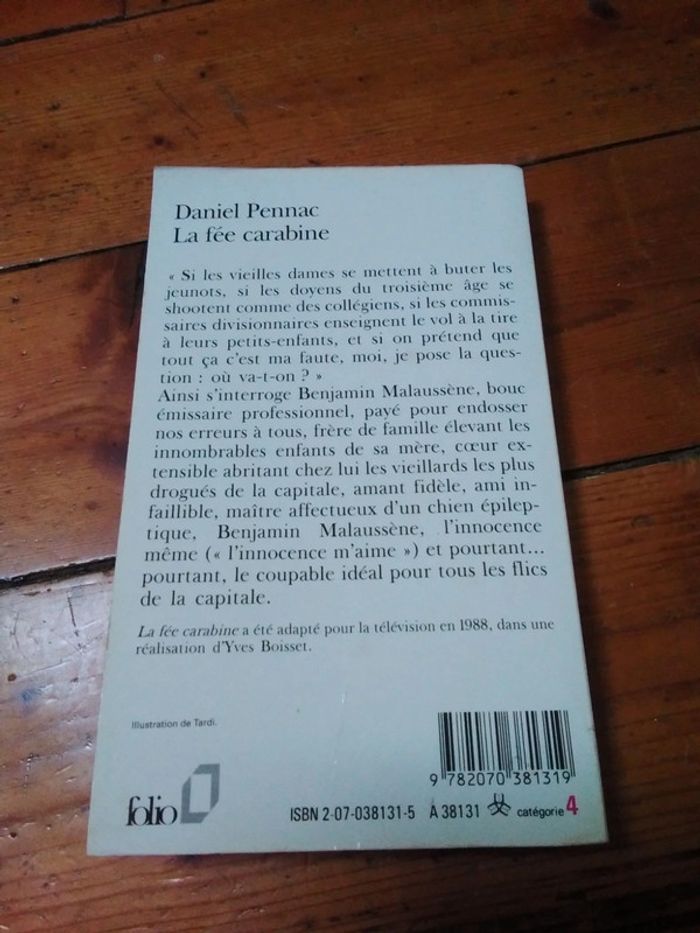 Daniel Pennac
La fée carabine
« Si les vieilles dames se mettent à buter les
jeunots, si les doyens du troisième âge se
shootent comme des collégiens, si les commis-
saires divisionnaires enseignent le vol à la tire
à leurs petits-enfants, et si on prétend que
tout ça c'est ma faute, moi, je pose la ques-
tion : où va-t-on ? »
Ainsi s'interroge Benjamin Malaussène, bouc
émissaire professionnel, payé pour endosser
nos erreurs à tous, frère de famille élevant les
innombrables enfants de sa mère, cœur ex-
tensible abritant chez lui les vieillards les plus
drogués de la capitale, amant fidèle, ami in-
faillible, maître affectueux d'un chien épilep-
tique, Benjamin Malaussène, l'innocence
même (« l'innocence m'aime ») et pourtant...
pourtant, le coupable idéal pour tous les flics
de la capitale.
La fée carabine a été adapté pour la télévision en 1988, dans une
réalisation d'Yves Boisset.
Illustration de Tardi.
9 782070 381319
folio
ISBN 2-07-038131-5 A 38131 catégorie 4